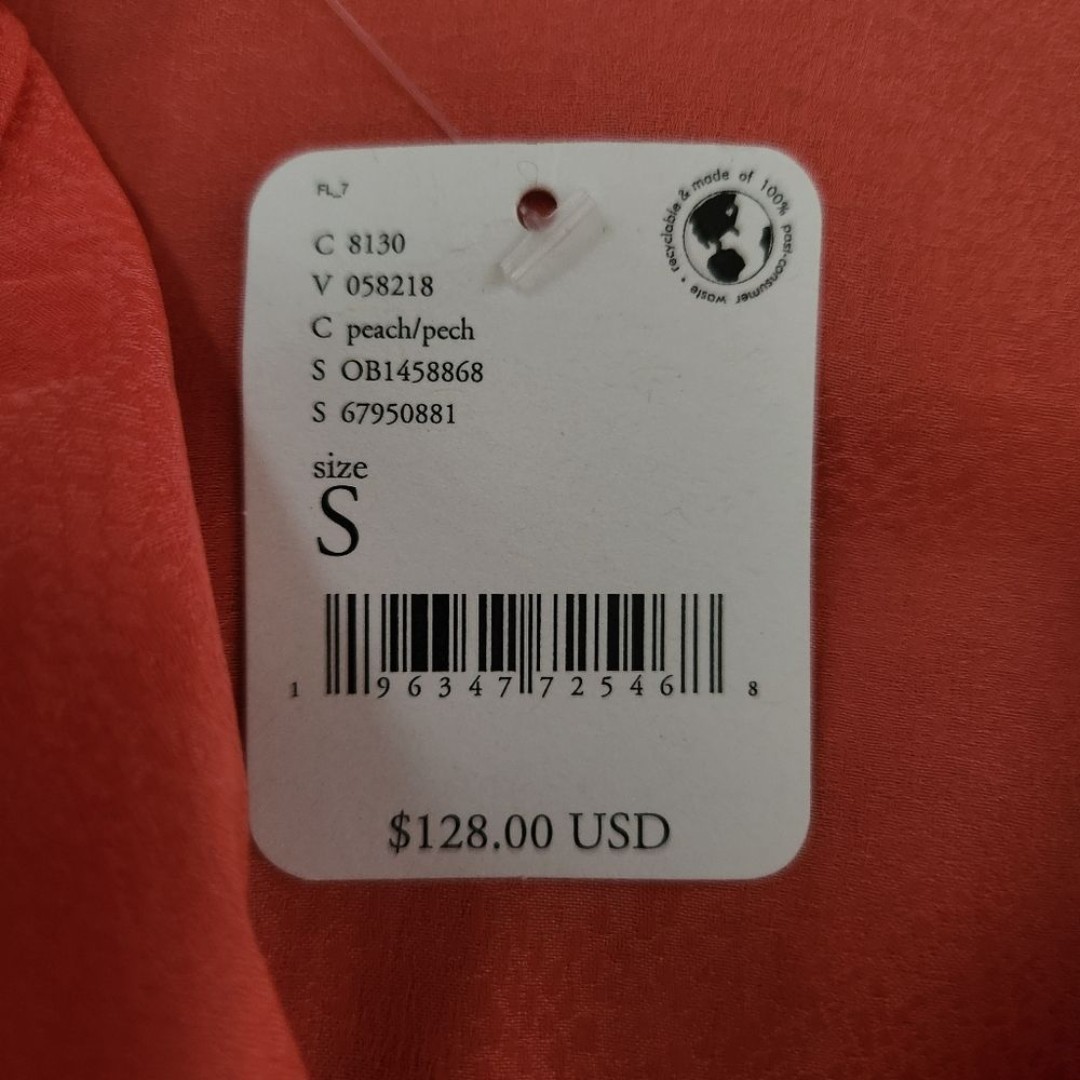 FL_7
recyclable & made of 100% post-consumer waste •
C 8130
V 058218
C peach/pech
S OB1458868
S 67950881
size
S
1 96347 72546 8
$128.00 USD